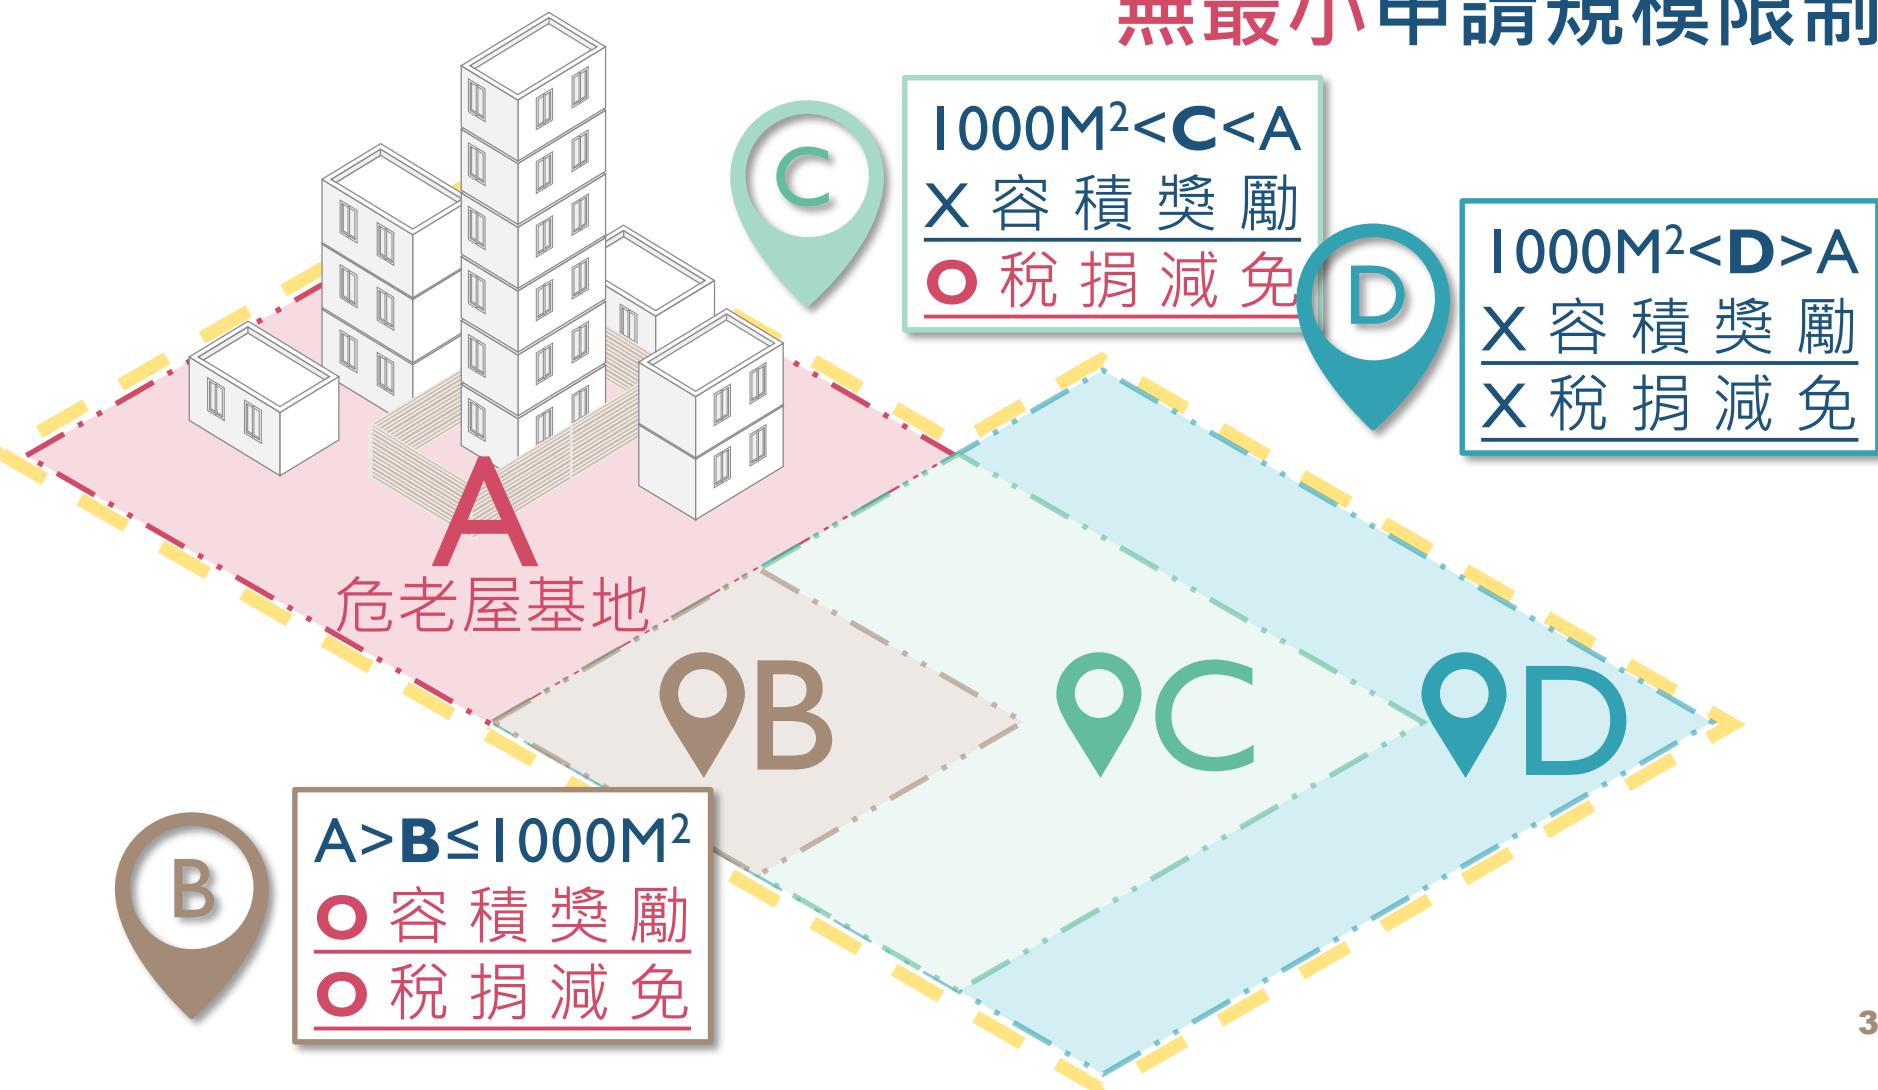 無最小申請規模限制
C
1000M²<C<A
X 容積獎勵
O 稅捐減免
D
1000M²<D>A
X 容積獎勵
X 稅捐減免
A
危老屋基地
B
C
D
B
A>B≤1000M²
O 容積獎勵
O 稅捐減免
3